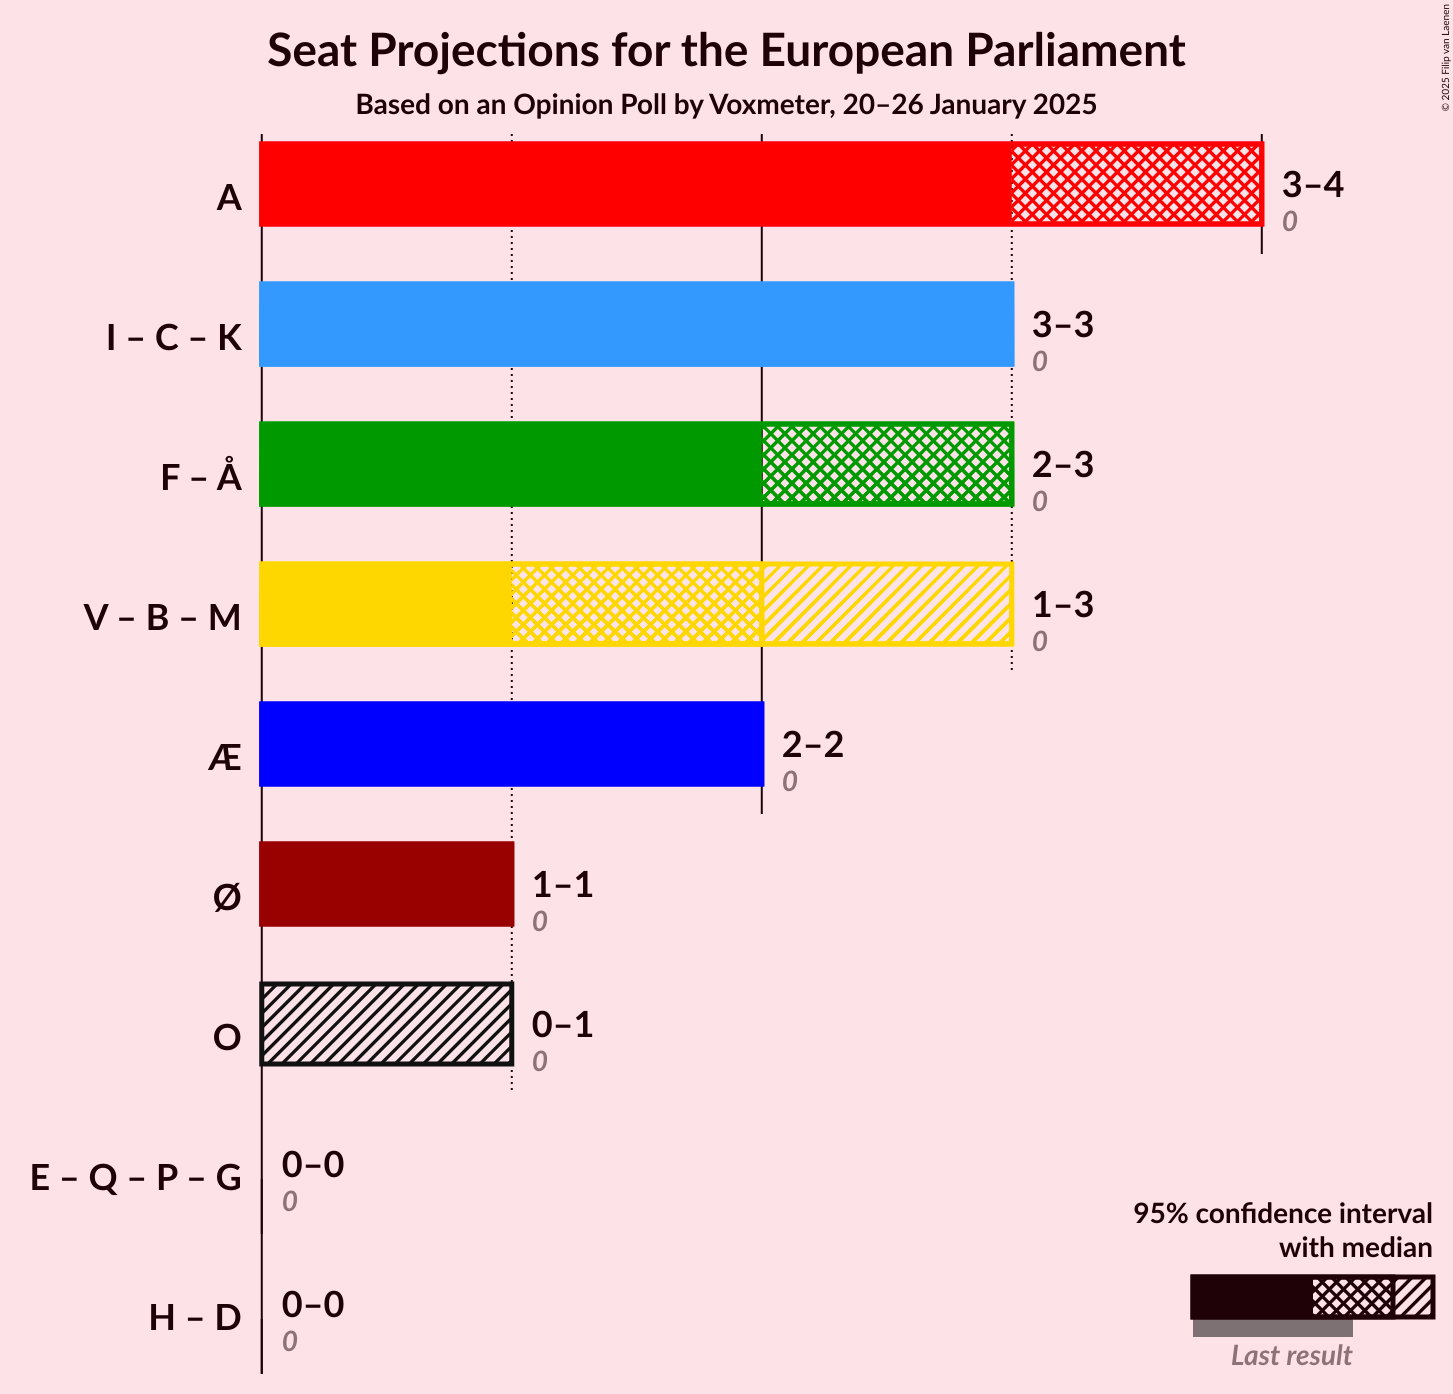 Seat Projections for the European Parliament
Based on an Opinion Poll by Voxmeter, 20–26 January 2025
© 2025 Filip van Laenen
A
3–4
0
I – C – K
3–3
0
F – Å
2–3
0
V – B – M
1–3
0
Æ
2–2
0
Ø
1–1
0
O
0–1
0
E – Q – P – G
0–0
0
H – D
0–0
0
95% confidence interval
with median
Last result